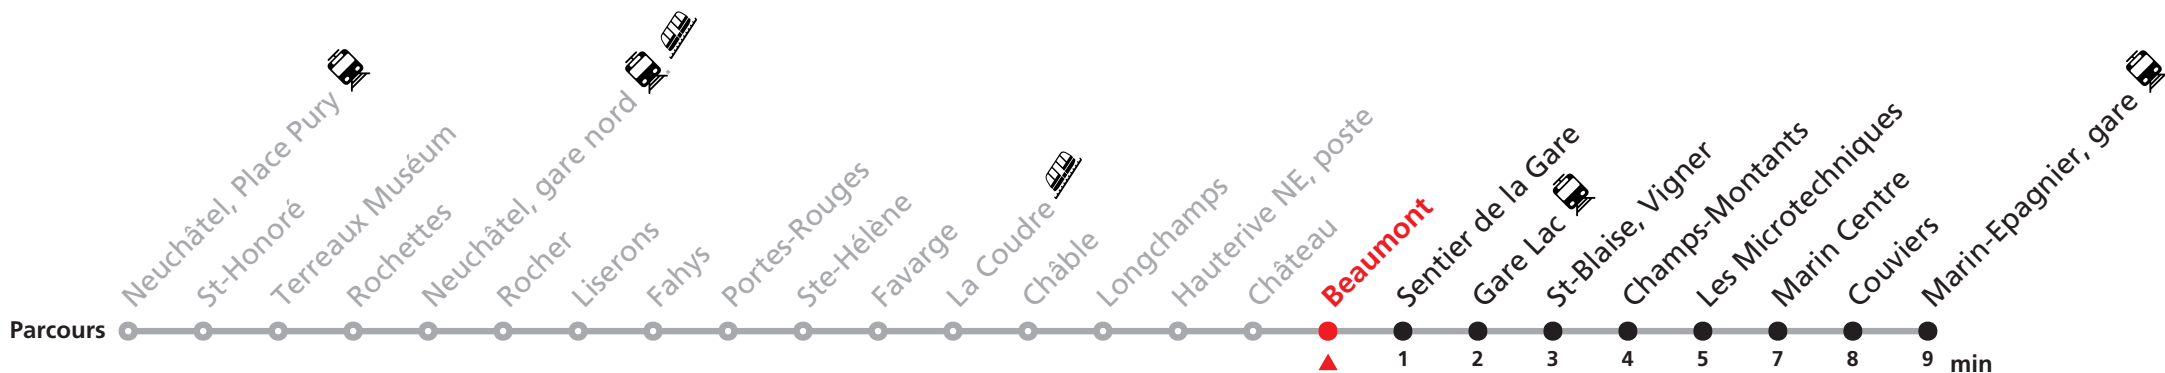 Neuchâtel, Place Pury
St-Honoré
Terreaux Muséum
Rochettes
Neuchâtel, gare nord
Rocher
Liserons
Fahys
Portes-Rouges
Ste-Hélène
Favarge
La Coudre
Châble
Longchamps
Hauterive NE, poste
Château
Beaumont
Sentier de la Gare
Gare Lac
St-Blaise, Vigner
Champs-Montants
Les Microtechniques
Marin Centre
Couviers
Marin-Epagnier, gare
Parcours
1 2 3 4 5 7 8 9 min